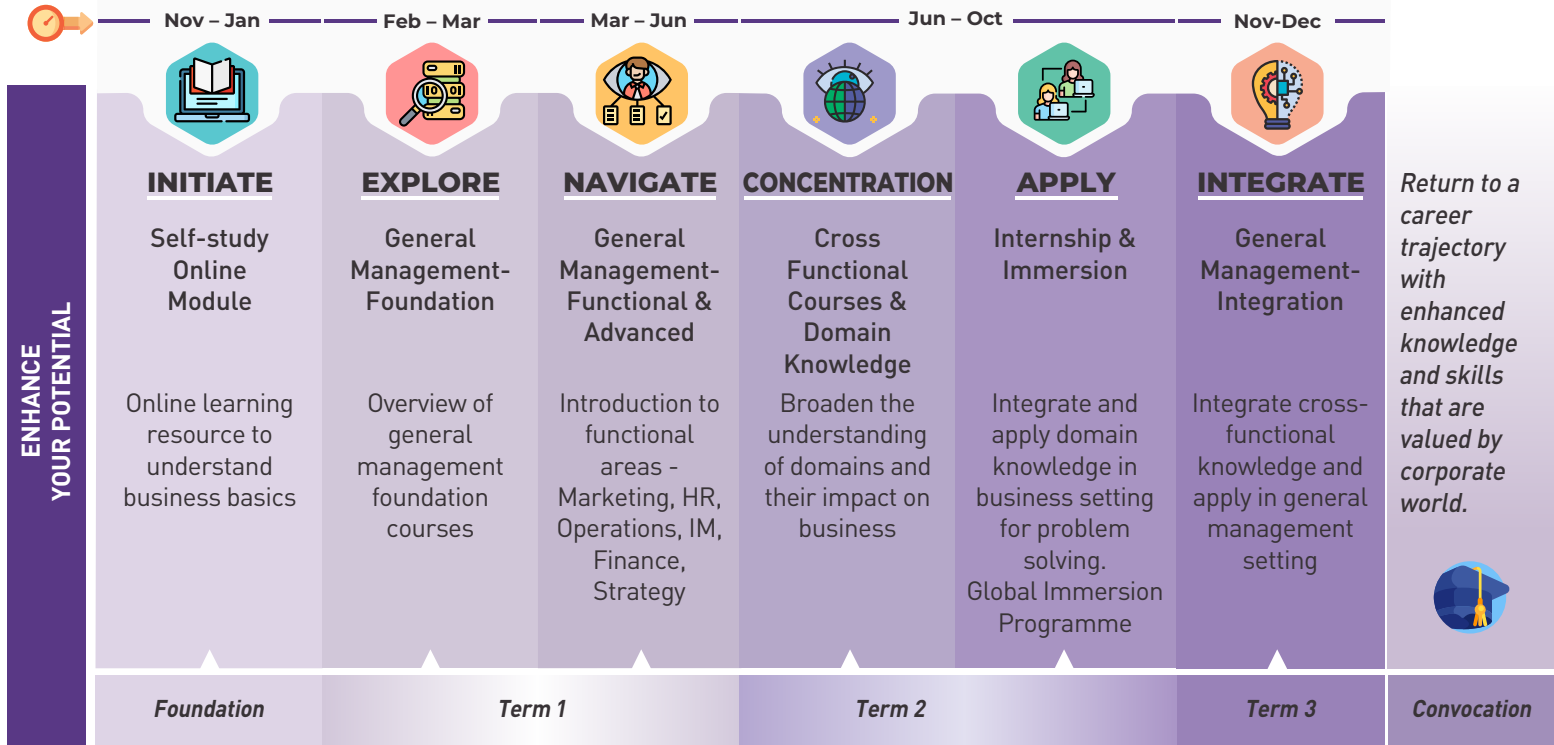 Nov – Jan
Feb – Mar
Mar – Jun
Jun – Oct
Nov-Dec
ENHANCE
YOUR POTENTIAL
INITIATE
Self-study
Online
Module
Online learning
resource to
understand
business basics
EXPLORE
General
Management-
Foundation
Overview of
general
management
foundation
courses
NAVIGATE
General
Management-
Functional &
Advanced
Introduction to
functional
areas -
Marketing, HR,
Operations, IM,
Finance,
Strategy
CONCENTRATION
Cross
Functional
Courses &
Domain
Knowledge
Broaden the
understanding
of domains and
their impact on
business
APPLY
Internship &
Immersion
Integrate and
apply domain
knowledge in
business setting
for problem
solving.
Global Immersion
Programme
INTEGRATE
General
Management-
Integration
Integrate cross-
functional
knowledge and
apply in general
management
setting
Return to a
career
trajectory
with
enhanced
knowledge
and skills
that are
valued by
corporate
world.
Foundation
Term 1
Term 2
Term 3
Convocation